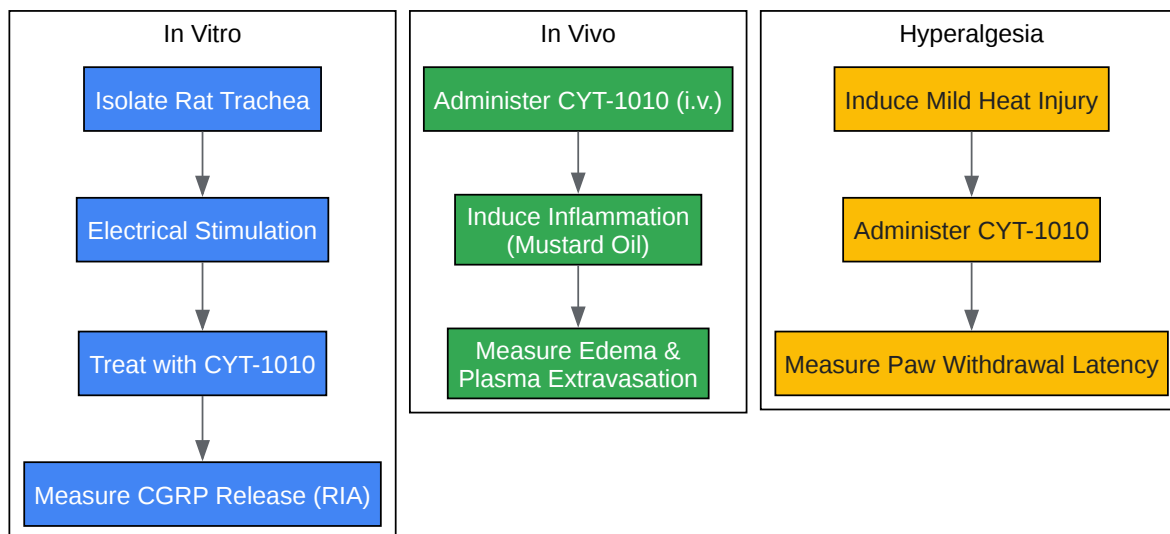 In Vitro
Isolate Rat Trachea
Electrical Stimulation
Treat with CYT-1010
Measure CGRP Release (RIA)
In Vivo
Administer CYT-1010 (i.v.)
Induce Inflammation
(Mustard Oil)
Measure Edema &
Plasma Extravasation
Hyperalgesia
Induce Mild Heat Injury
Administer CYT-1010
Measure Paw Withdrawal Latency